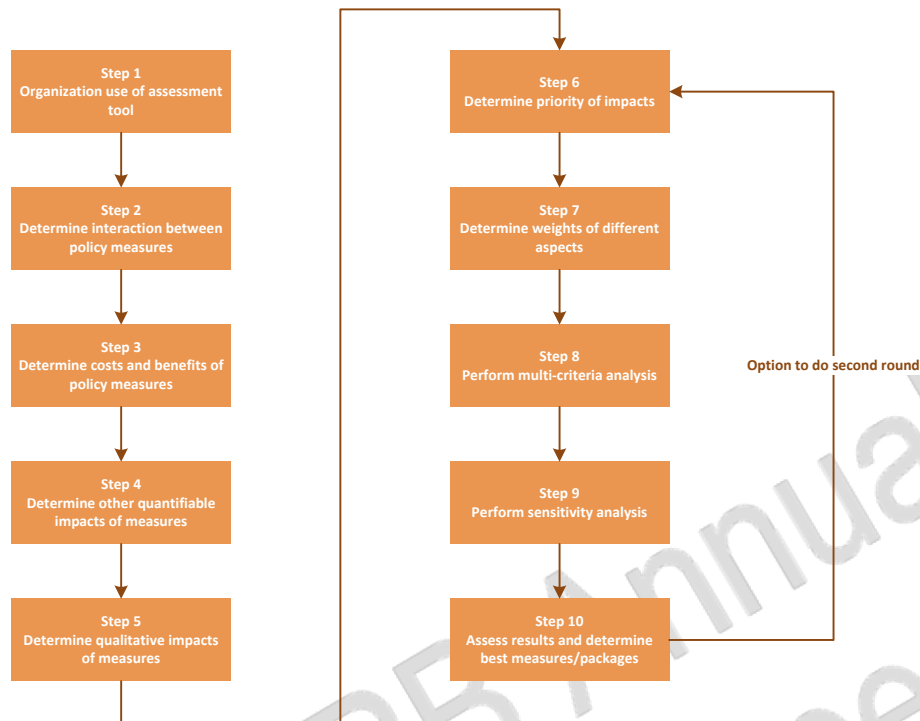 Step 1
Organization use of assessment
tool
Step 2
Determine interaction between
policy measures
Step 3
Determine costs and benefits of
policy measures
Step 4
Determine other quantifiable
impacts of measures
Step 5
Determine qualitative impacts
of measures
Step 6
Determine priority of impacts
Step 7
Determine weights of different
aspects
Step 8
Perform multi-criteria analysis
Step 9
Perform sensitivity analysis
Step 10
Assess results and determine
best measures/packages
Option to do second round
Annual